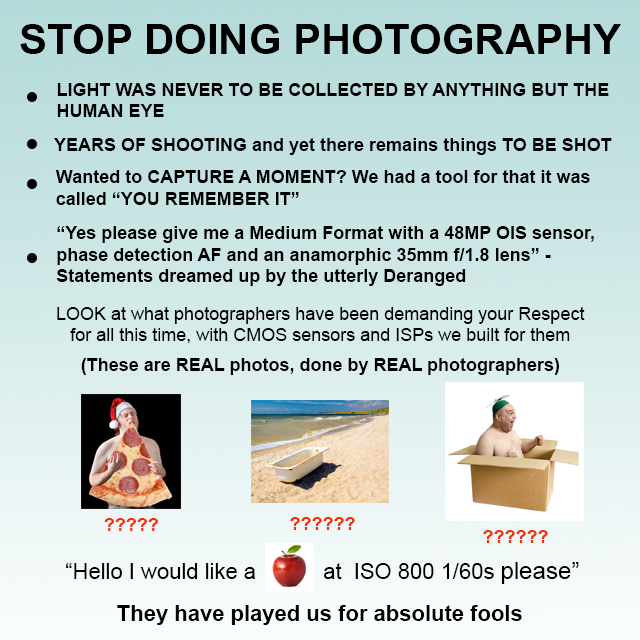 STOP DOING PHOTOGRAPHY
• LIGHT WAS NEVER TO BE COLLECTED BY ANYTHING BUT THE
HUMAN EYE
• YEARS OF SHOOTING and yet there remains things TO BE SHOT
• Wanted to CAPTURE A MOMENT? We had a tool for that it was
called “YOU REMEMBER IT”
• “Yes please give me a Medium Format with a 48MP OIS sensor,
phase detection AF and an anamorphic 35mm f/1.8 lens” -
Statements dreamed up by the utterly Deranged
LOOK at what photographers have been demanding your Respect
for all this time, with CMOS sensors and ISPs we built for them
(These are REAL photos, done by REAL photographers)
????? ?????? ??????
“Hello I would like a at ISO 800 1/60s please”
They have played us for absolute fools